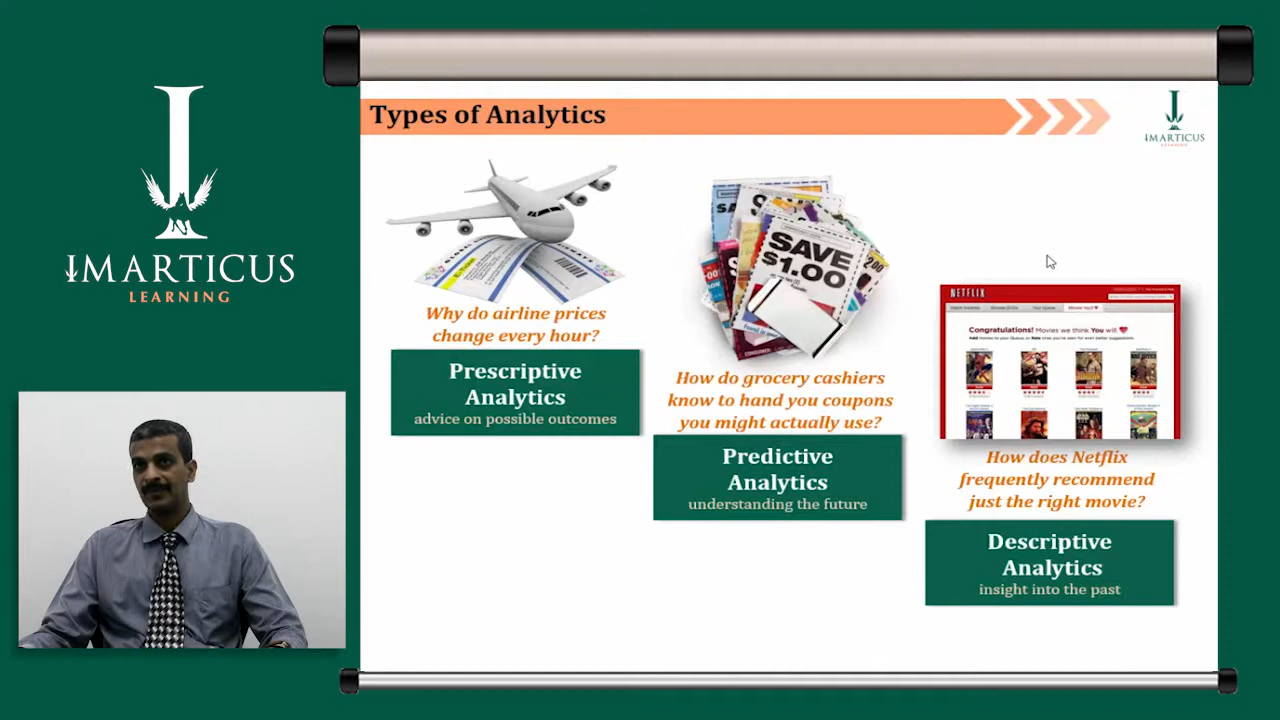 IMARTICUS
LEARNING
Types of Analytics
IMARTICUS
LEARNING
Why do airline prices
change every hour?
Prescriptive
Analytics
advice on possible outcomes
SAVE
$1.00
How do grocery cashiers
know to hand you coupons
you might actually use?
Predictive
Analytics
understanding the future
NETFLIX
Congratulations! Movies we think You will
How does Netflix
frequently recommend
just the right movie?
Descriptive
Analytics
insight into the past